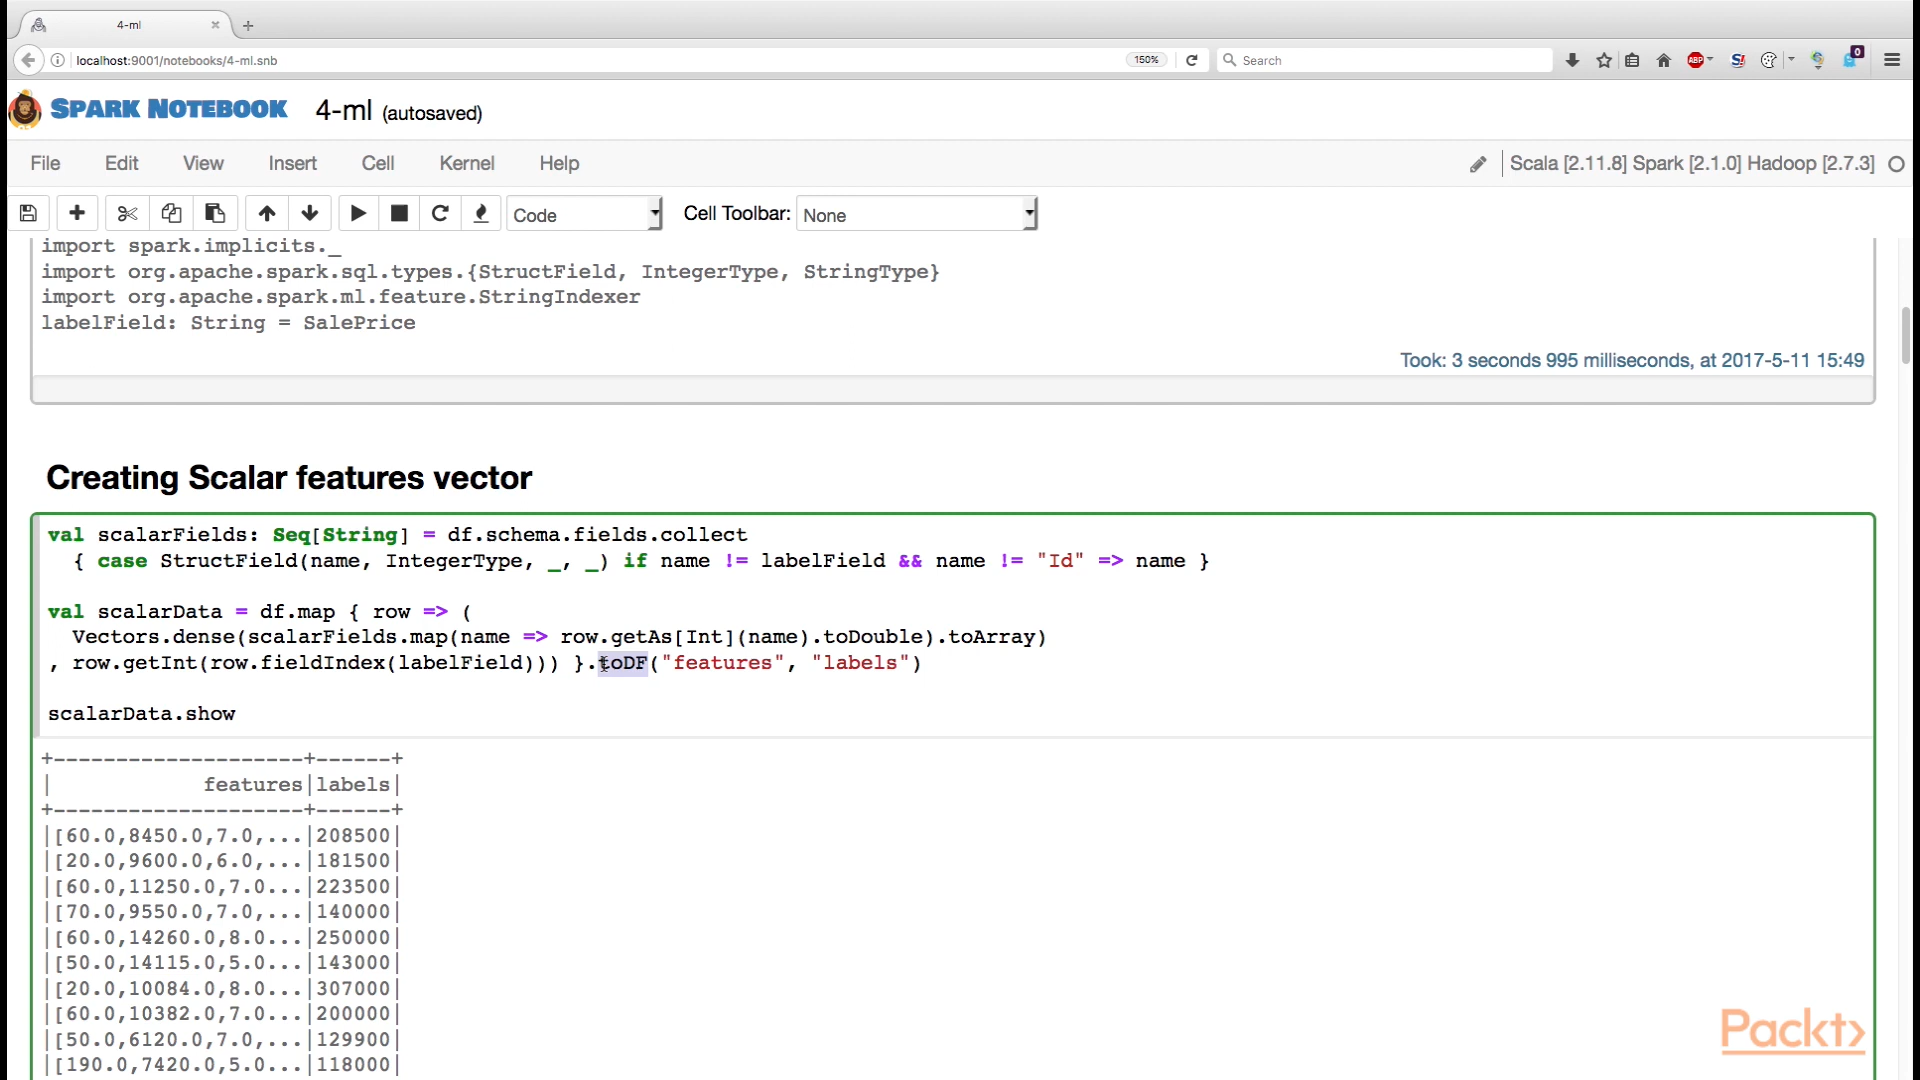 4-ml
localhost:9001/notebooks/4-ml.snb
150%
Search
ABP
S!
0
SPARK NOTEBOOK
4-ml (autosaved)
File Edit View Insert Cell Kernel Help
Scala [2.11.8] Spark [2.1.0] Hadoop [2.7.3]
Code
Cell Toolbar: None
import spark.implicits._
import org.apache.spark.sql.types.{StructField, IntegerType, StringType}
import org.apache.spark.ml.feature.StringIndexer
labelField: String = SalePrice
Took: 3 seconds 995 milliseconds, at 2017-5-11 15:49
Creating Scalar features vector
val scalarFields: Seq[String] = df.schema.fields.collect
{ case StructField(name, IntegerType, _, _) if name != labelField && name != "Id" => name }
val scalarData = df.map { row => (
Vectors.dense(scalarFields.map(name => row.getAs[Int](name).toDouble).toArray)
, row.getInt(row.fieldIndex(labelField))) }.toDF("features", "labels")
scalarData.show
+--------------------+------+
|            features|labels|
+--------------------+------+
|[60.0,8450.0,7.0,...|208500|
|[20.0,9600.0,6.0,...|181500|
|[60.0,11250.0,7.0...|223500|
|[70.0,9550.0,7.0,...|140000|
|[60.0,14260.0,8.0...|250000|
|[50.0,14115.0,5.0...|143000|
|[20.0,10084.0,8.0...|307000|
|[60.0,10382.0,7.0...|200000|
|[50.0,6120.0,7.0,...|129900|
|[190.0,7420.0,5.0...|118000|
Packt>